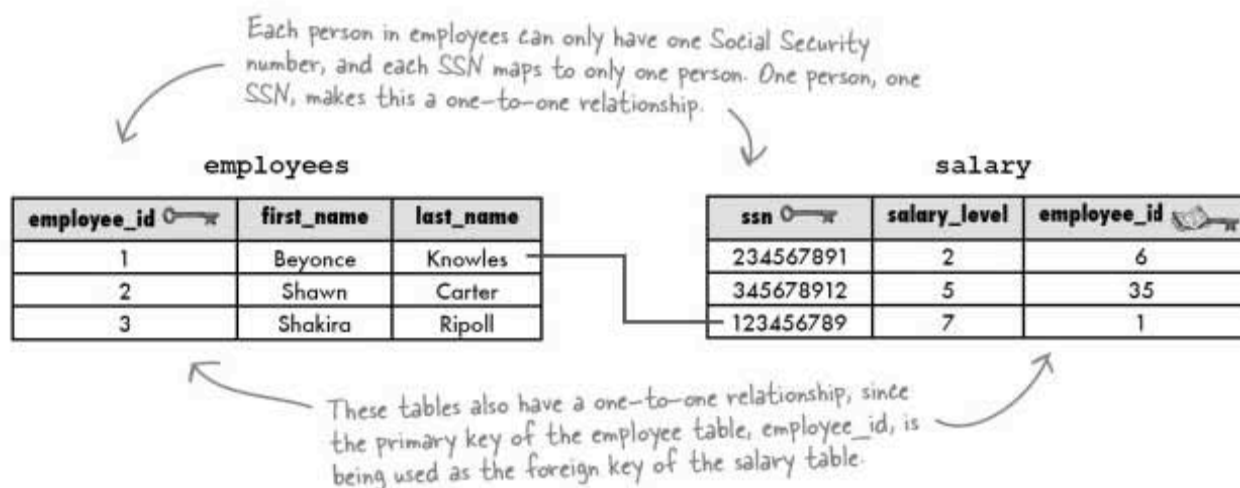 Each person in employees can only have one Social Security
number, and each SSN maps to only one person. One person, one
SSN, makes this a one-to-one relationship.
employees
employee_id first_name last_name
1 Beyonce Knowles
2 Shawn Carter
3 Shakira Ripoll
salary
ssn salary_level employee_id
234567891 2 6
345678912 5 35
123456789 7 1
These tables also have a one-to-one relationship, since
the primary key of the employee table, employee_id, is
being used as the foreign key of the salary table.